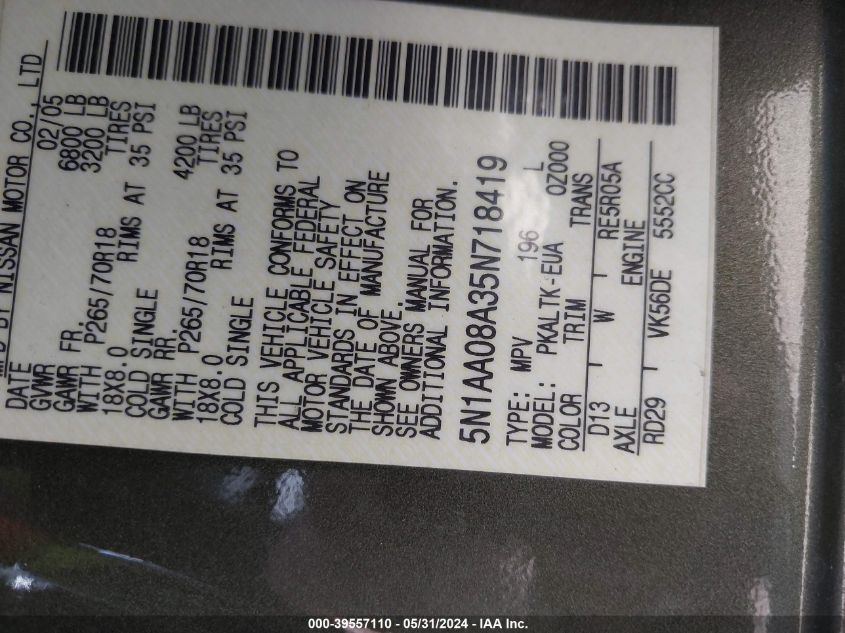 MFD BY NISSAN MOTOR CO., LTD
DATE 02/05
GVWR 6800 LB
GAWR FR. 3200 LB
WITH P265/70R18 TIRES
18X8.0 RIMS AT 35 PSI
COLD SINGLE
GAWR RR. 4200 LB
WITH P265/70R18 TIRES
18X8.0 RIMS AT 35 PSI
COLD SINGLE
THIS VEHICLE CONFORMS TO
ALL APPLICABLE FEDERAL
MOTOR VEHICLE SAFETY
STANDARDS IN EFFECT ON
THE DATE OF MANUFACTURE
SHOWN ABOVE.
SEE OWNERS MANUAL FOR
ADDITIONAL INFORMATION.
5N1AA08A35N718419
TYPE: MPV 196 L
MODEL: PKALTK-EUA 0Z000
COLOR TRIM TRANS
D13 W RE5R05A
AXLE ENGINE
RD29 VK56DE 5552CC
000-39557110 - 05/31/2024 - IAA Inc.